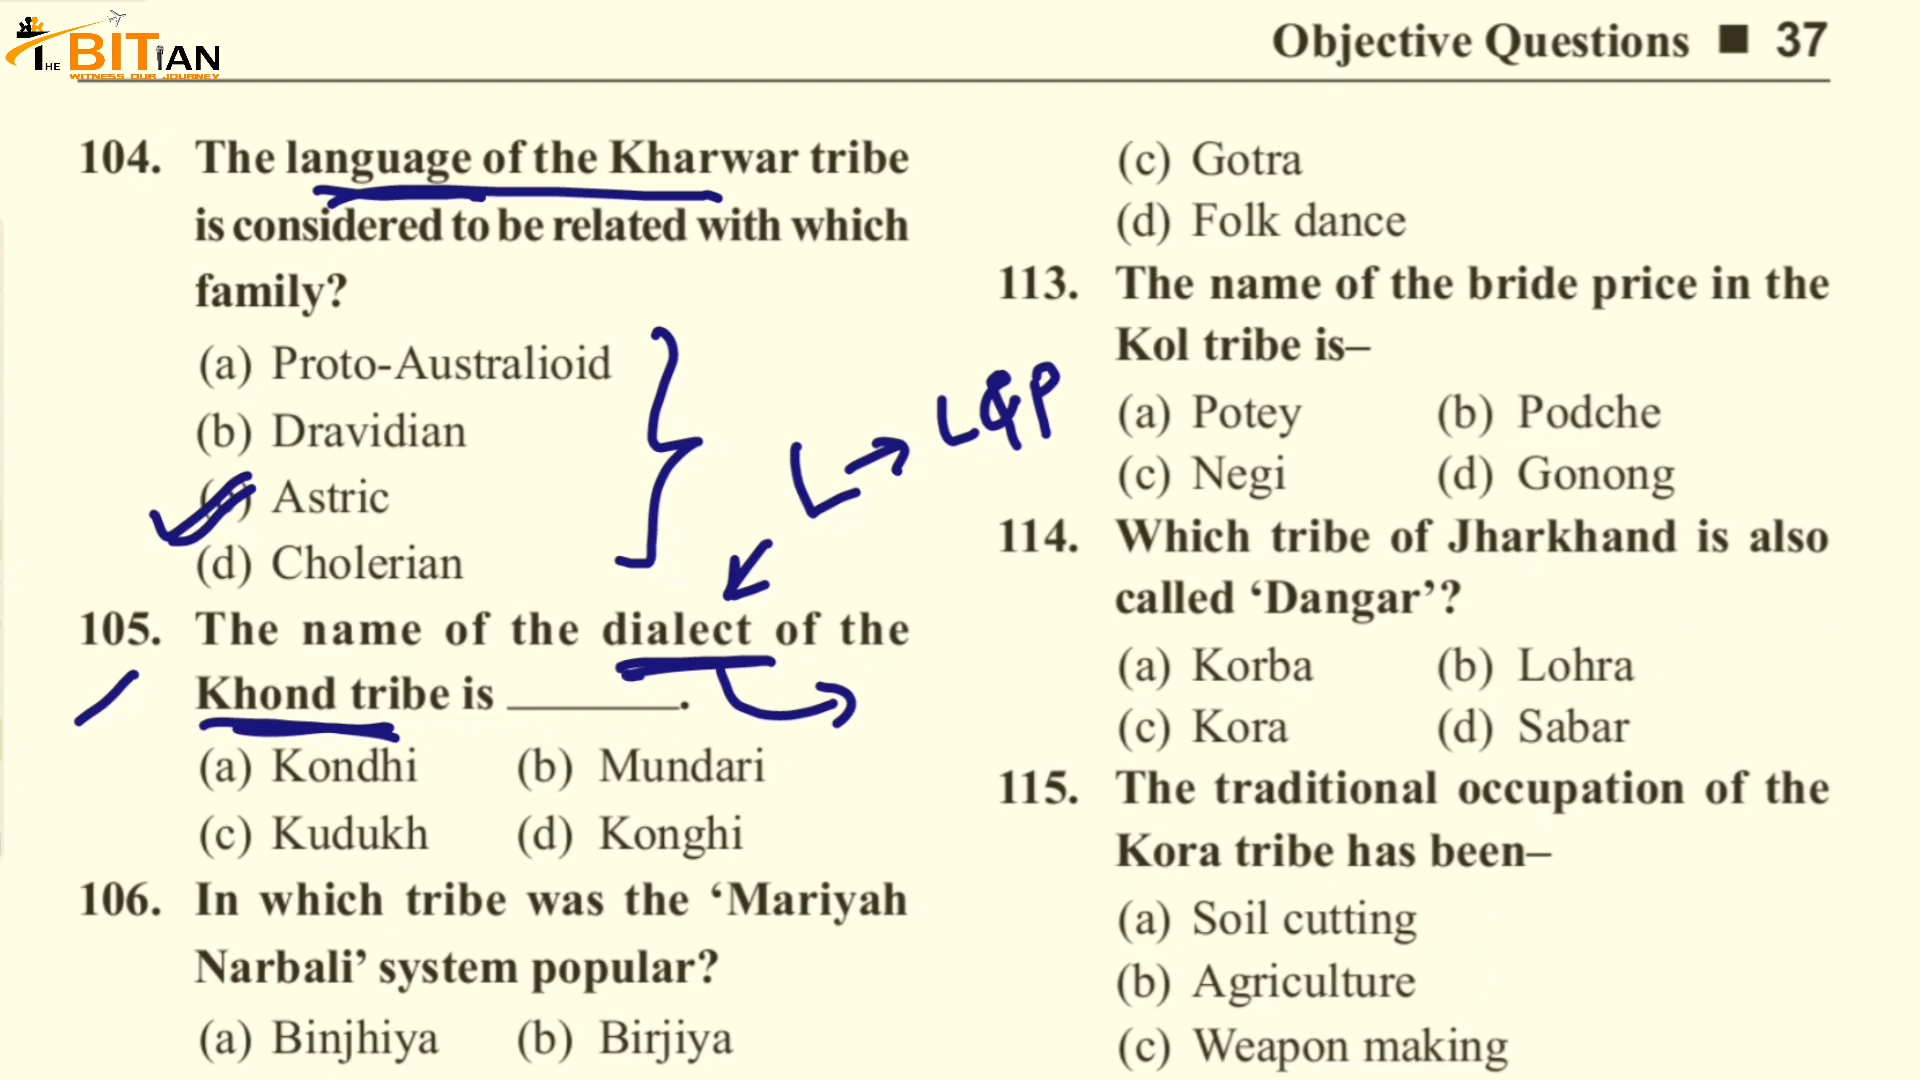 THE BITIAN
WITNESS OUR JOURNEY
Objective Questions ■ 37
104. The language of the Kharwar tribe
is considered to be related with which
family?
(a) Proto-Australioid
(b) Dravidian
(c) Astric
(d) Cholerian
L&P
105. The name of the dialect of the
Khond tribe is ________.
(a) Kondhi (b) Mundari
(c) Kudukh (d) Konghi
106. In which tribe was the ‘Mariyah
Narbali’ system popular?
(a) Binjhiya (b) Birjiya
(c) Gotra
(d) Folk dance
113. The name of the bride price in the
Kol tribe is–
(a) Potey (b) Podche
(c) Negi (d) Gonong
114. Which tribe of Jharkhand is also
called ‘Dangar’?
(a) Korba (b) Lohra
(c) Kora (d) Sabar
115. The traditional occupation of the
Kora tribe has been–
(a) Soil cutting
(b) Agriculture
(c) Weapon making